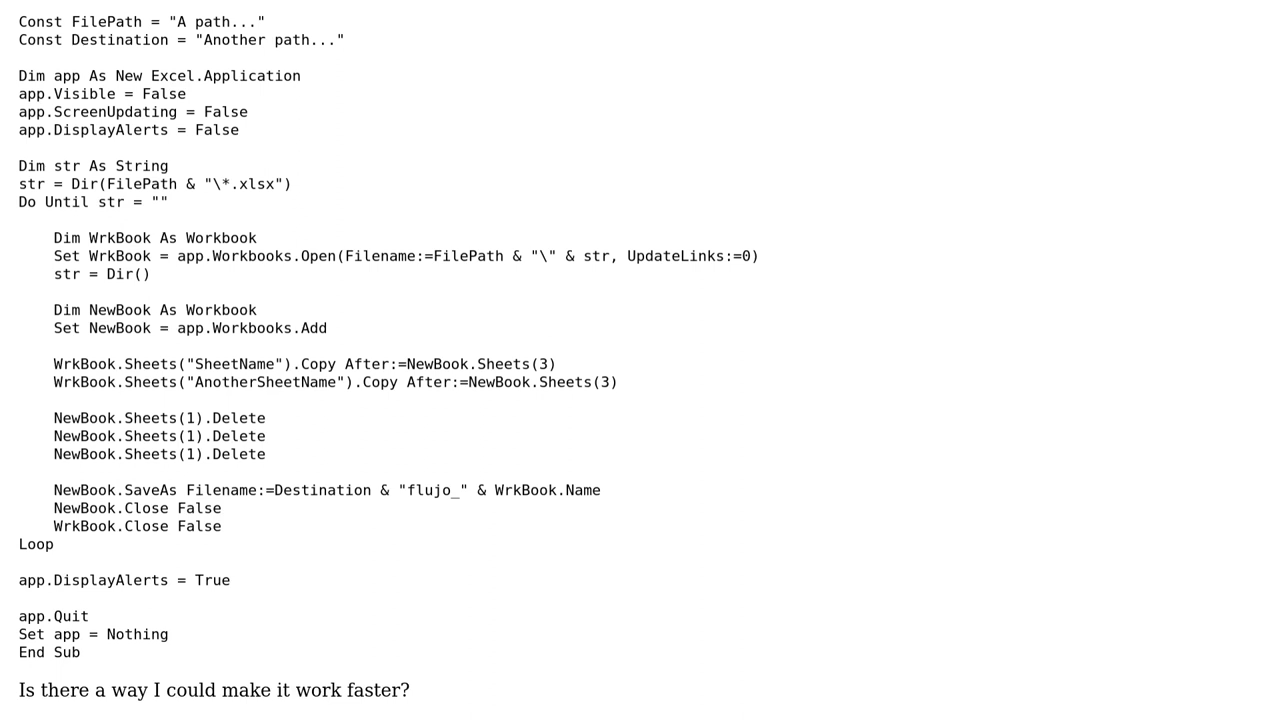 Const FilePath = "A path..."
Const Destination = "Another path..."

Dim app As New Excel.Application
app.Visible = False
app.ScreenUpdating = False
app.DisplayAlerts = False

Dim str As String
str = Dir(FilePath & "\*.xlsx")
Do Until str = ""

    Dim WrkBook As Workbook
    Set WrkBook = app.Workbooks.Open(Filename:=FilePath & "\" & str, UpdateLinks:=0)
    str = Dir()

    Dim NewBook As Workbook
    Set NewBook = app.Workbooks.Add

    WrkBook.Sheets("SheetName").Copy After:=NewBook.Sheets(3)
    WrkBook.Sheets("AnotherSheetName").Copy After:=NewBook.Sheets(3)

    NewBook.Sheets(1).Delete
    NewBook.Sheets(1).Delete
    NewBook.Sheets(1).Delete

    NewBook.SaveAs Filename:=Destination & "flujo_" & WrkBook.Name
    NewBook.Close False
    WrkBook.Close False
Loop

app.DisplayAlerts = True

app.Quit
Set app = Nothing
End Sub

Is there a way I could make it work faster?